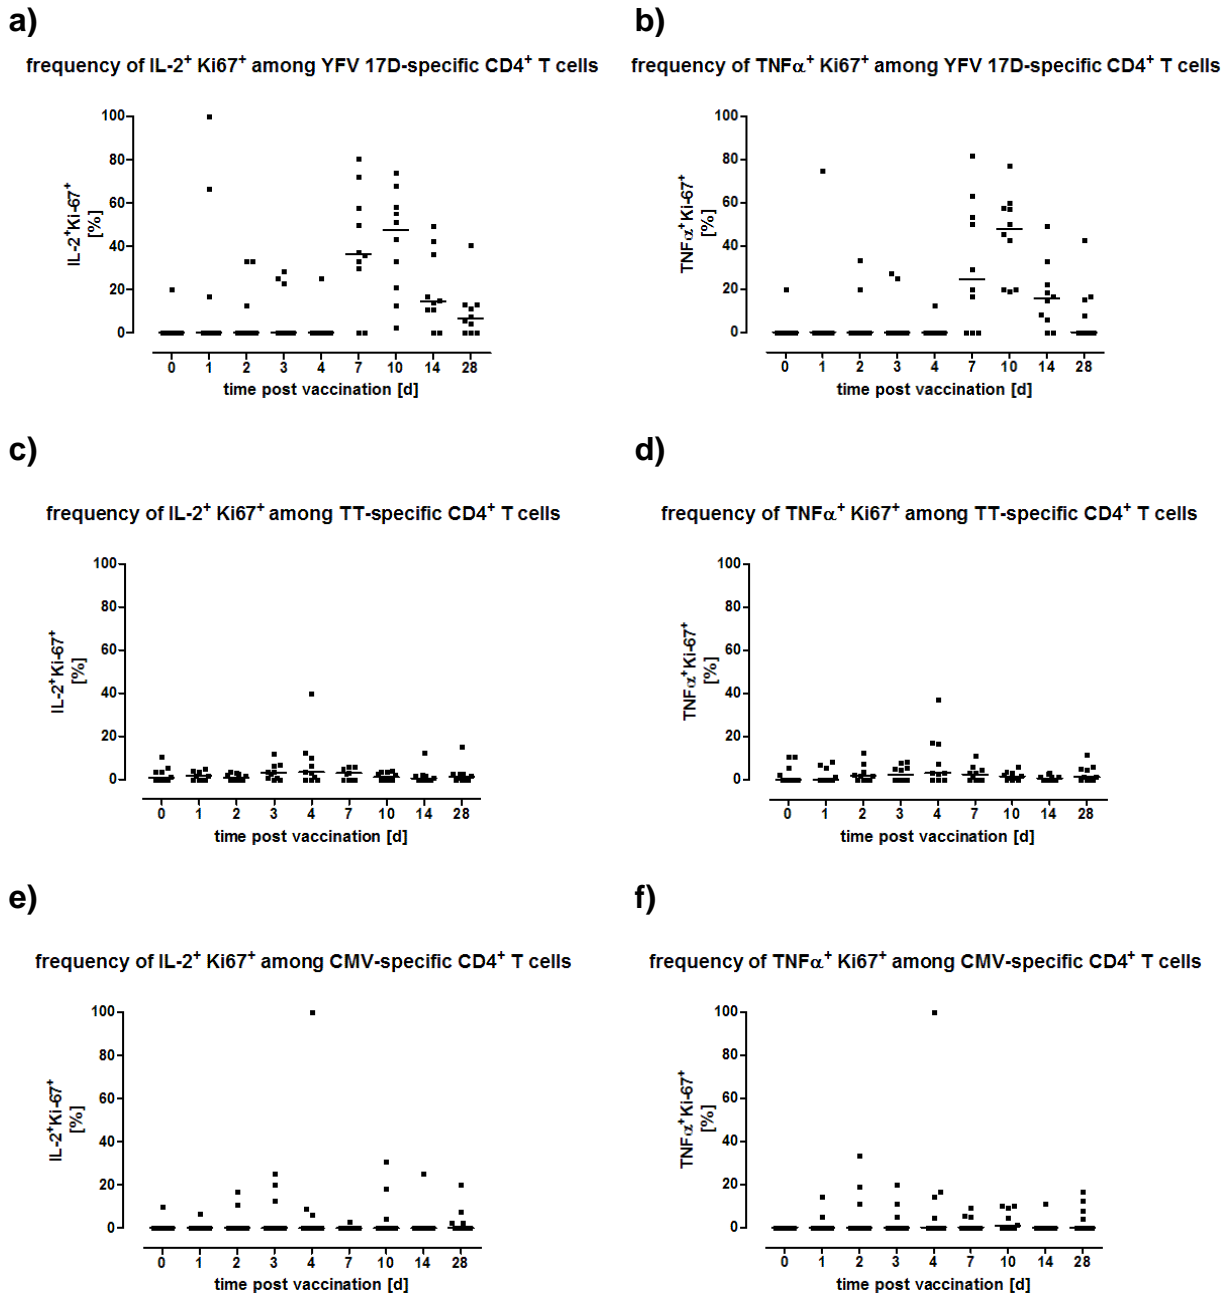 a)
frequency of IL-2⁺ Ki67⁺ among YFV 17D-specific CD4⁺ T cells
IL-2⁺Ki-67⁺
[%]
100
80
60
40
20
0
0 1 2 3 4 7 10 14 28
time post vaccination [d]
b)
frequency of TNFα⁺ Ki67⁺ among YFV 17D-specific CD4⁺ T cells
TNFα⁺Ki-67⁺
[%]
100
80
60
40
20
0
0 1 2 3 4 7 10 14 28
time post vaccination [d]
c)
frequency of IL-2⁺ Ki67⁺ among TT-specific CD4⁺ T cells
IL-2⁺Ki-67⁺
[%]
100
80
60
40
20
0
0 1 2 3 4 7 10 14 28
time post vaccination [d]
d)
frequency of TNFα⁺ Ki67⁺ among TT-specific CD4⁺ T cells
TNFα⁺Ki-67⁺
[%]
100
80
60
40
20
0
0 1 2 3 4 7 10 14 28
time post vaccination [d]
e)
frequency of IL-2⁺ Ki67⁺ among CMV-specific CD4⁺ T cells
IL-2⁺Ki-67⁺
[%]
100
80
60
40
20
0
0 1 2 3 4 7 10 14 28
time post vaccination [d]
f)
frequency of TNFα⁺ Ki67⁺ among CMV-specific CD4⁺ T cells
TNFα⁺Ki-67⁺
[%]
100
80
60
40
20
0
0 1 2 3 4 7 10 14 28
time post vaccination [d]